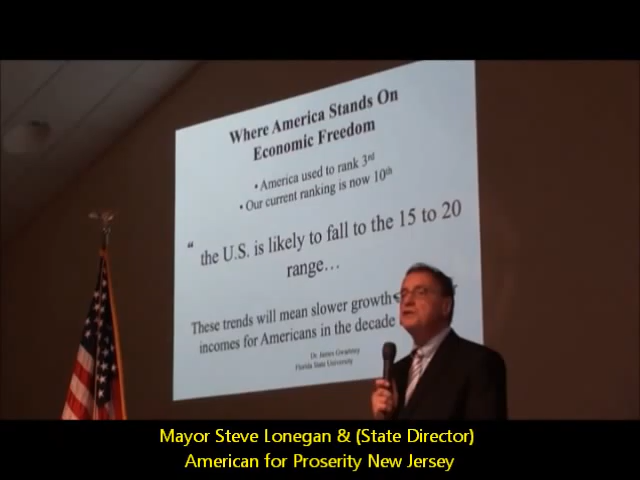 Where America Stands On
Economic Freedom
• America used to rank 3rd
• Our current ranking is now 10th
“ the U.S. is likely to fall to the 15 to 20
range…
These trends will mean slower growth
incomes for Americans in the decade
Dr. James Gwartney
Florida State University
Mayor Steve Lonegan & (State Director)
American for Proserity New Jersey